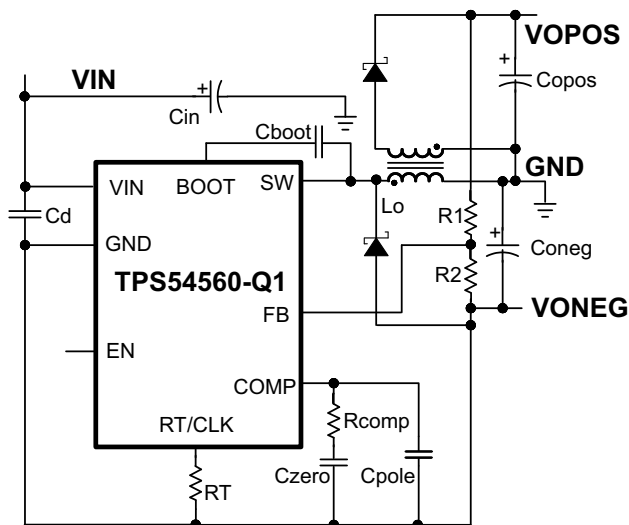 VOPOS
VIN
+
Copos
+
Cin
Cboot
GND
VIN
BOOT
SW
Lo
R1
Cd
GND
+
Coneg
TPS54560-Q1
R2
FB
VONEG
EN
COMP
RT/CLK
Rcomp
RT
Czero
Cpole